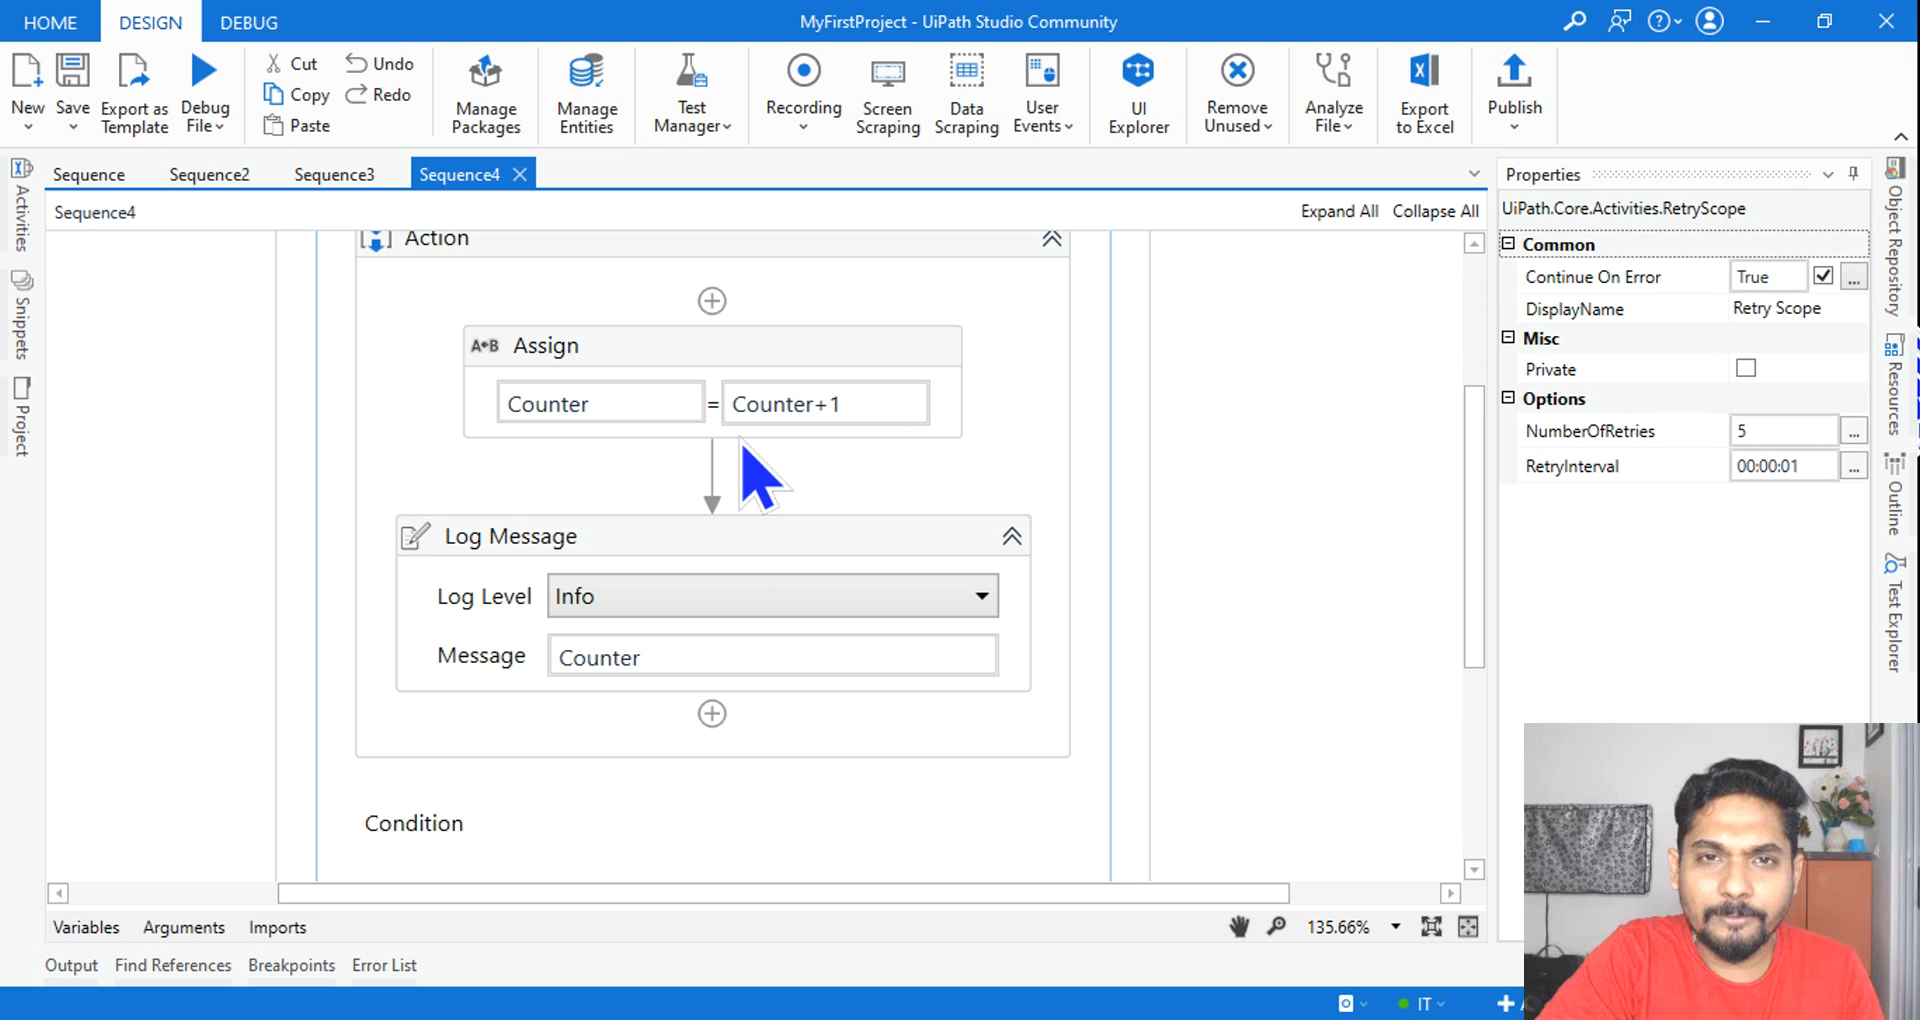 HOME DESIGN DEBUG
MyFirstProject - UiPath Studio Community
New
Save
Export as
Template
Debug
File
Cut
Copy
Paste
Undo
Redo
Manage
Packages
Manage
Entities
Test
Manager
Recording
Screen
Scraping
Data
Scraping
User
Events
UI
Explorer
Remove
Unused
Analyze
File
Export
to Excel
Publish
Activities
Snippets
Project
Sequence Sequence2 Sequence3 Sequence4
Sequence4
Expand All Collapse All
Action
A B Assign
Counter = Counter+1
Log Message
Log Level Info
Message Counter
Condition
Variables Arguments Imports
135.66%
Output Find References Breakpoints Error List
Properties
UiPath.Core.Activities.RetryScope
Common
Continue On Error True ...
DisplayName Retry Scope
Misc
Private
Options
NumberOfRetries 5 ...
RetryInterval 00:00:01 ...
Object Repository
Resources
Outline
Test Explorer
IT